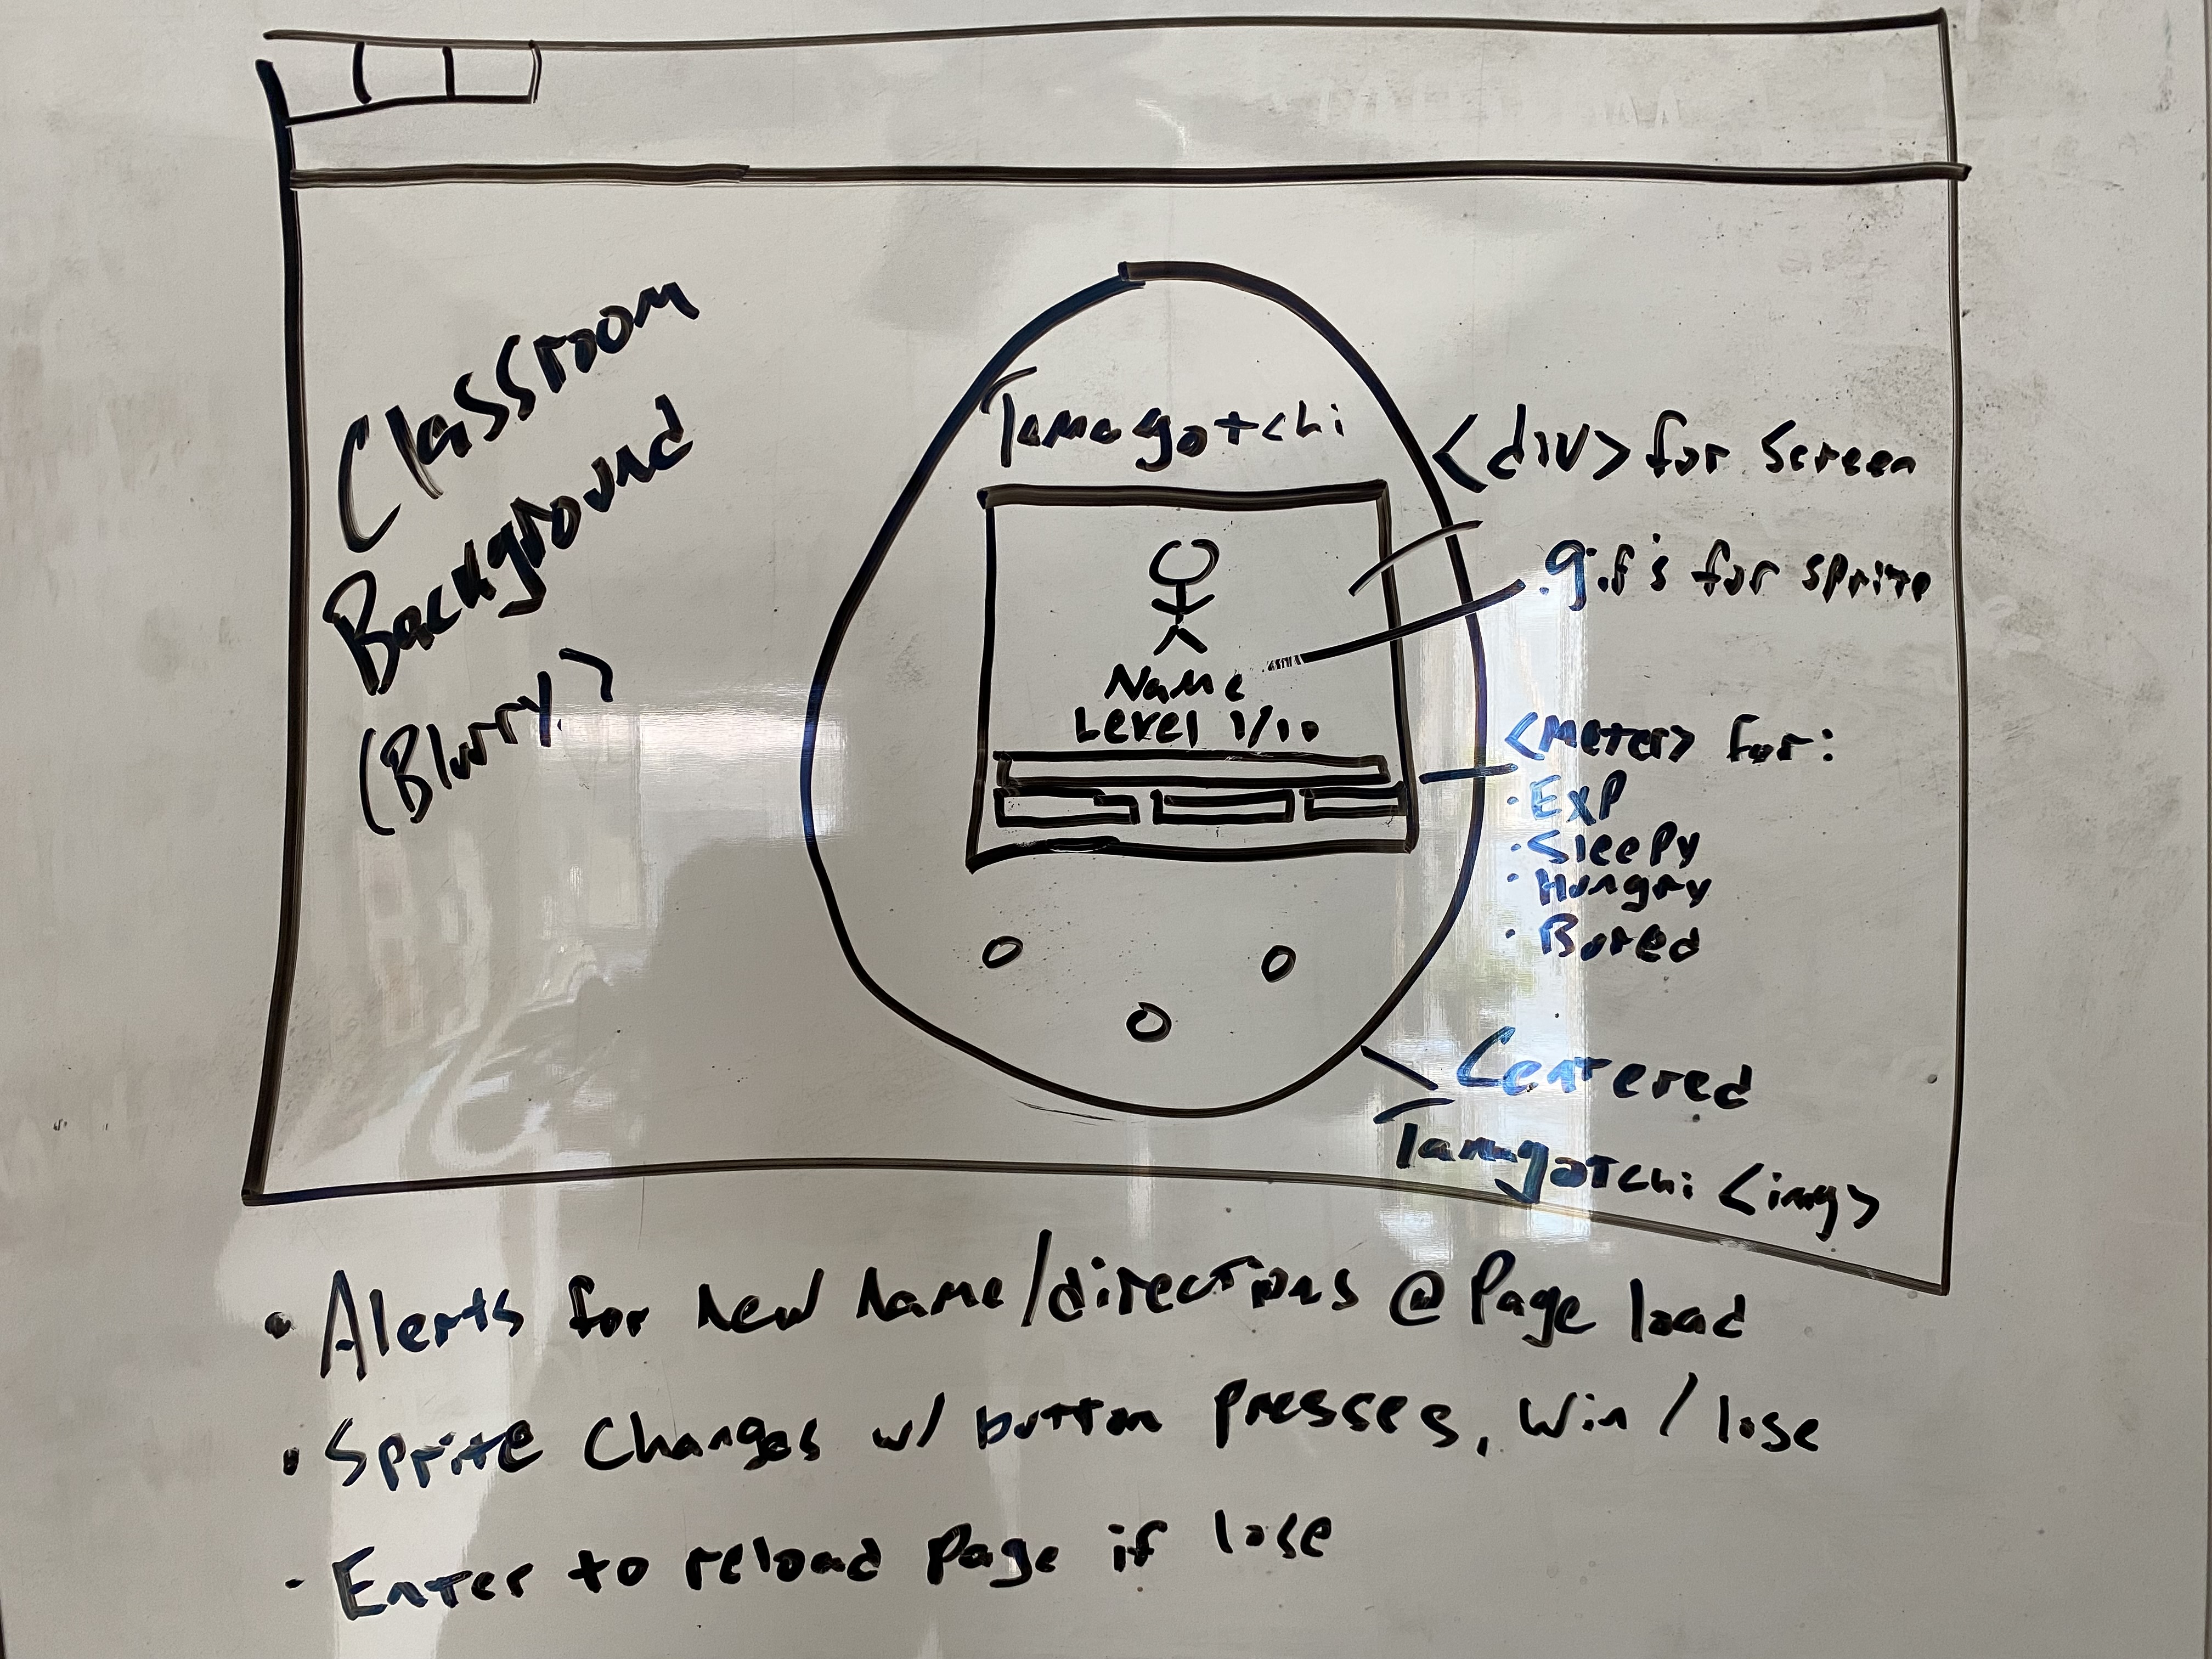 Classroom
Background
(Blurry)
Tamagotchi
Name
Level 1/10
<div> for screen
.gif's for sprite
<meter> for:
· EXP
· Sleepy
· Hungry
· Bored
Centered
Tamagotchi <img>
• Alerts for new name/directions @ Page load
• Sprite Changes w/ button presses, win/lose
· Enter to reload page if lose